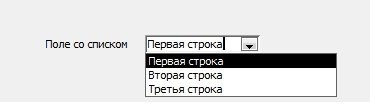 Поле со списком Первая строка
Первая строка
Вторая строка
Третья строка